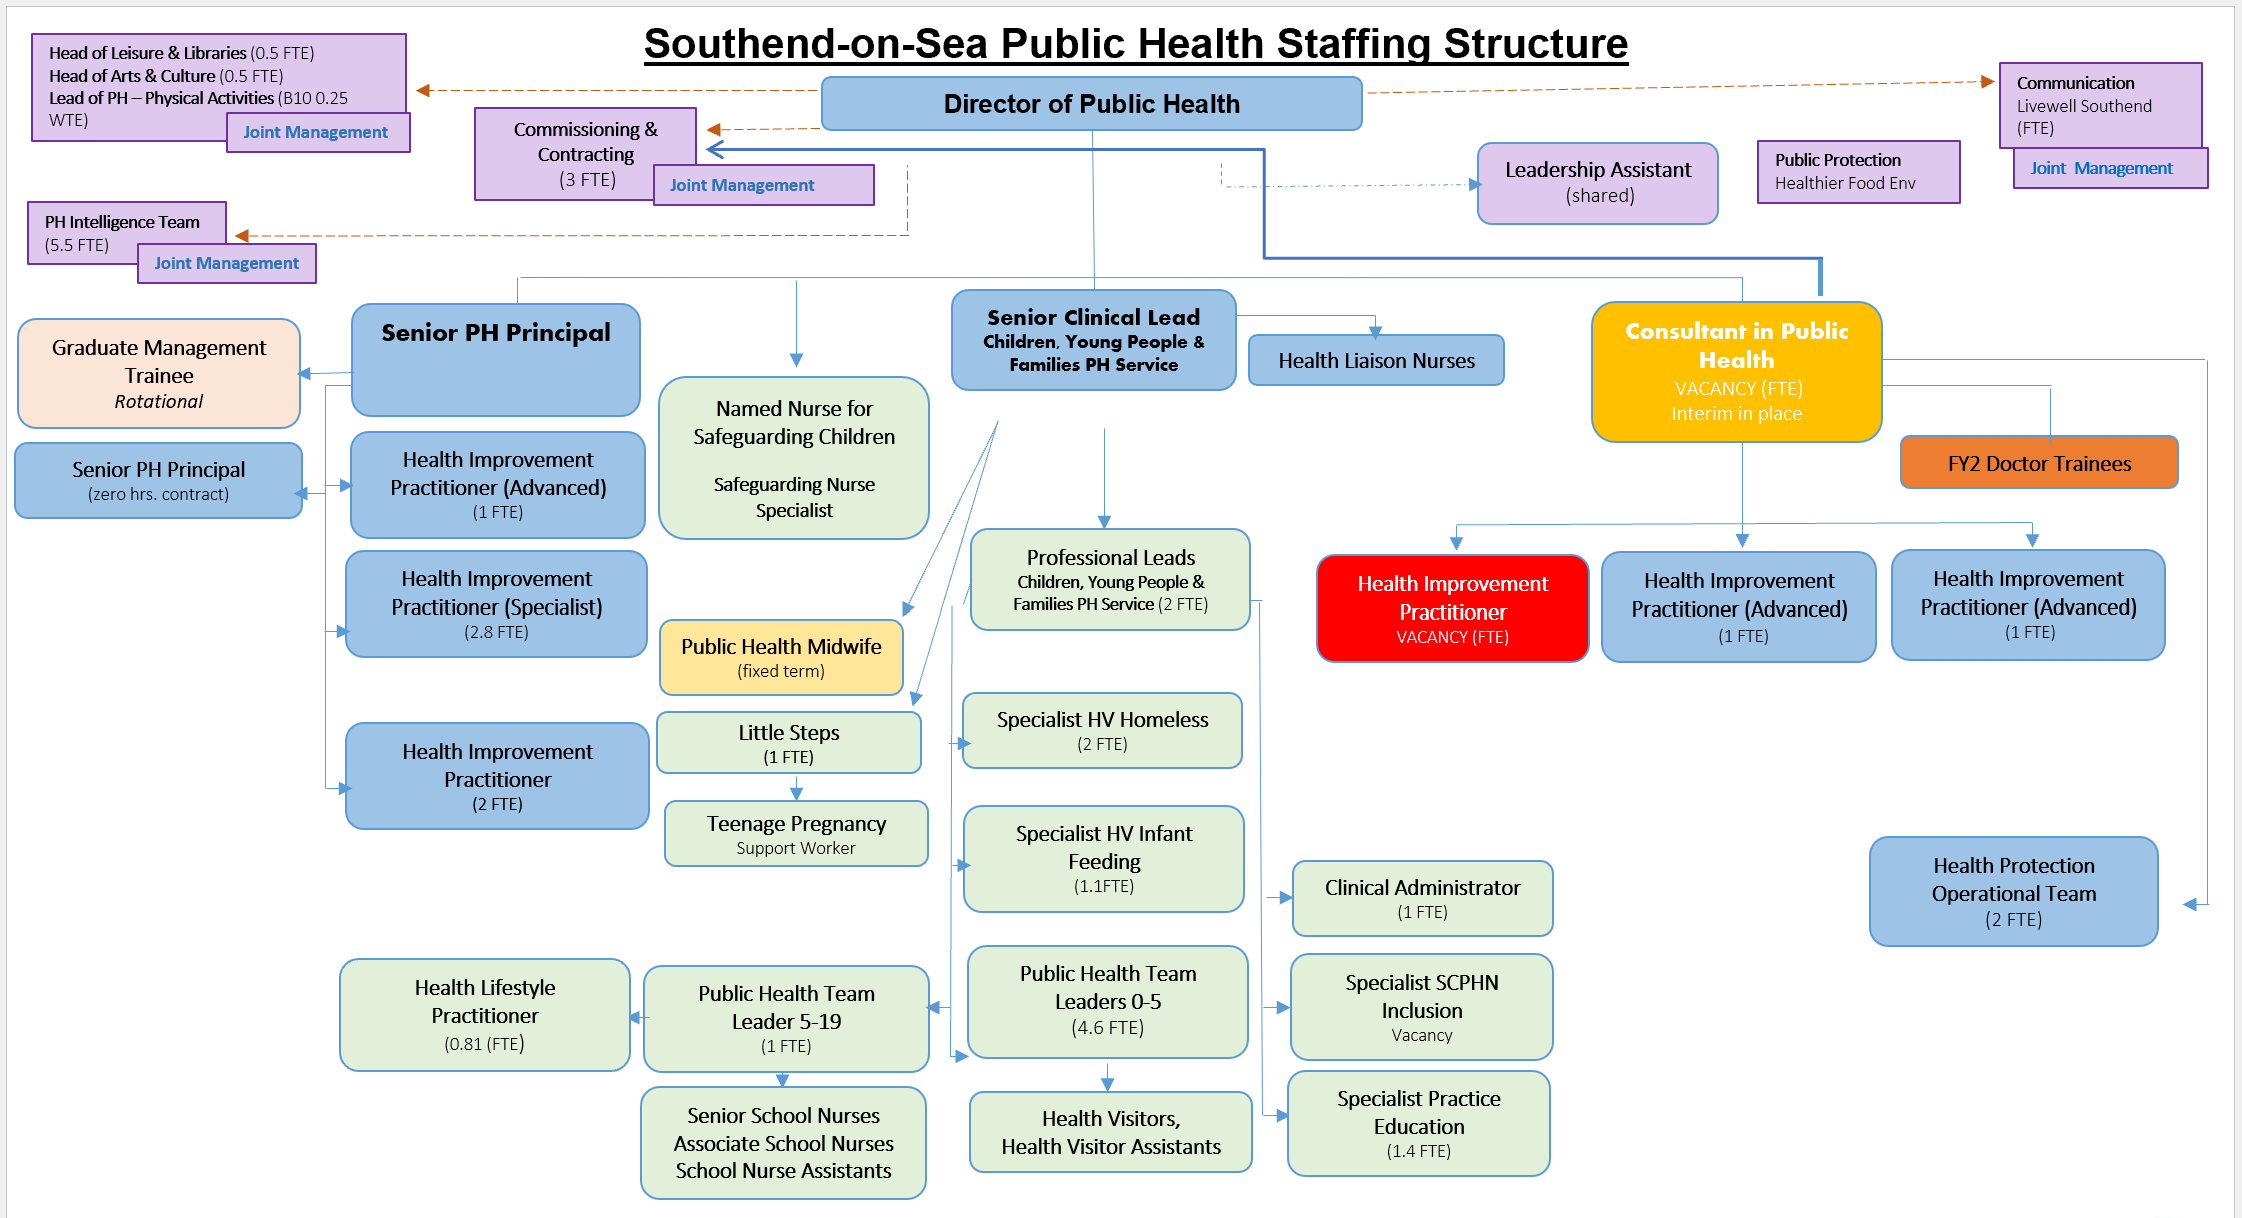 Southend-on-Sea Public Health Staffing Structure
Head of Leisure & Libraries (0.5 FTE)
Head of Arts & Culture (0.5 FTE)
Lead of PH – Physical Activities (B10 0.25
WTE)
Joint Management
Director of Public Health
Communication
Livewell Southend
(FTE)
Joint  Management
Commissioning &
Contracting
(3 FTE)
Joint Management
Leadership Assistant
(shared)
Public Protection
Healthier Food Env
PH Intelligence Team
(5.5 FTE)
Joint Management
Graduate Management
Trainee
Rotational
Senior PH Principal
Senior Clinical Lead
Children, Young People &
Families PH Service
Health Liaison Nurses
Consultant in Public
Health
VACANCY (FTE)
Interim in place
Senior PH Principal
(zero hrs. contract)
Health Improvement
Practitioner (Advanced)
(1 FTE)
Named Nurse for
Safeguarding Children
Safeguarding Nurse
Specialist
FY2 Doctor Trainees
Health Improvement
Practitioner (Specialist)
(2.8 FTE)
Professional Leads
Children, Young People &
Families PH Service (2 FTE)
Health Improvement
Practitioner
VACANCY (FTE)
Health Improvement
Practitioner (Advanced)
(1 FTE)
Health Improvement
Practitioner (Advanced)
(1 FTE)
Public Health Midwife
(fixed term)
Health Improvement
Practitioner
(2 FTE)
Little Steps
(1 FTE)
Specialist HV Homeless
(2 FTE)
Teenage Pregnancy
Support Worker
Specialist HV Infant
Feeding
(1.1FTE)
Clinical Administrator
(1 FTE)
Health Protection
Operational Team
(2 FTE)
Health Lifestyle
Practitioner
(0.81 (FTE)
Public Health Team
Leader 5-19
(1 FTE)
Public Health Team
Leaders 0-5
(4.6 FTE)
Specialist SCPHN
Inclusion
Vacancy
Senior School Nurses
Associate School Nurses
School Nurse Assistants
Health Visitors,
Health Visitor Assistants
Specialist Practice
Education
(1.4 FTE)